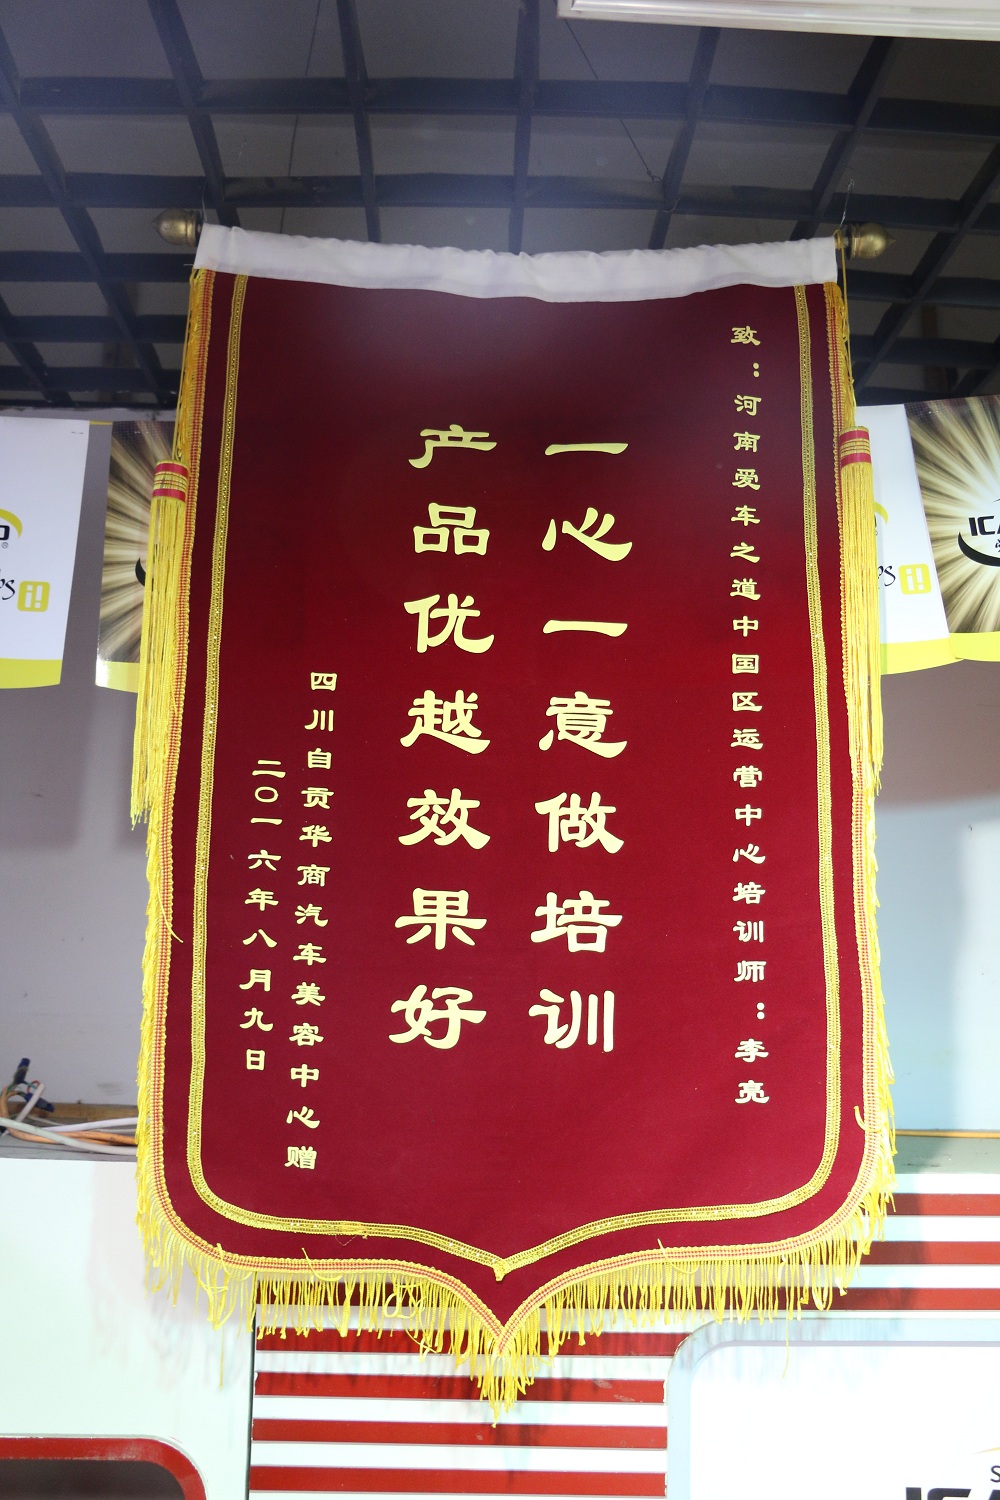 致：河南爱车之道中国区运营中心培训师：李亮
一心一意做培训
产品优越效果好
四川自贡华商汽车美容中心赠
二〇一六年八月九日